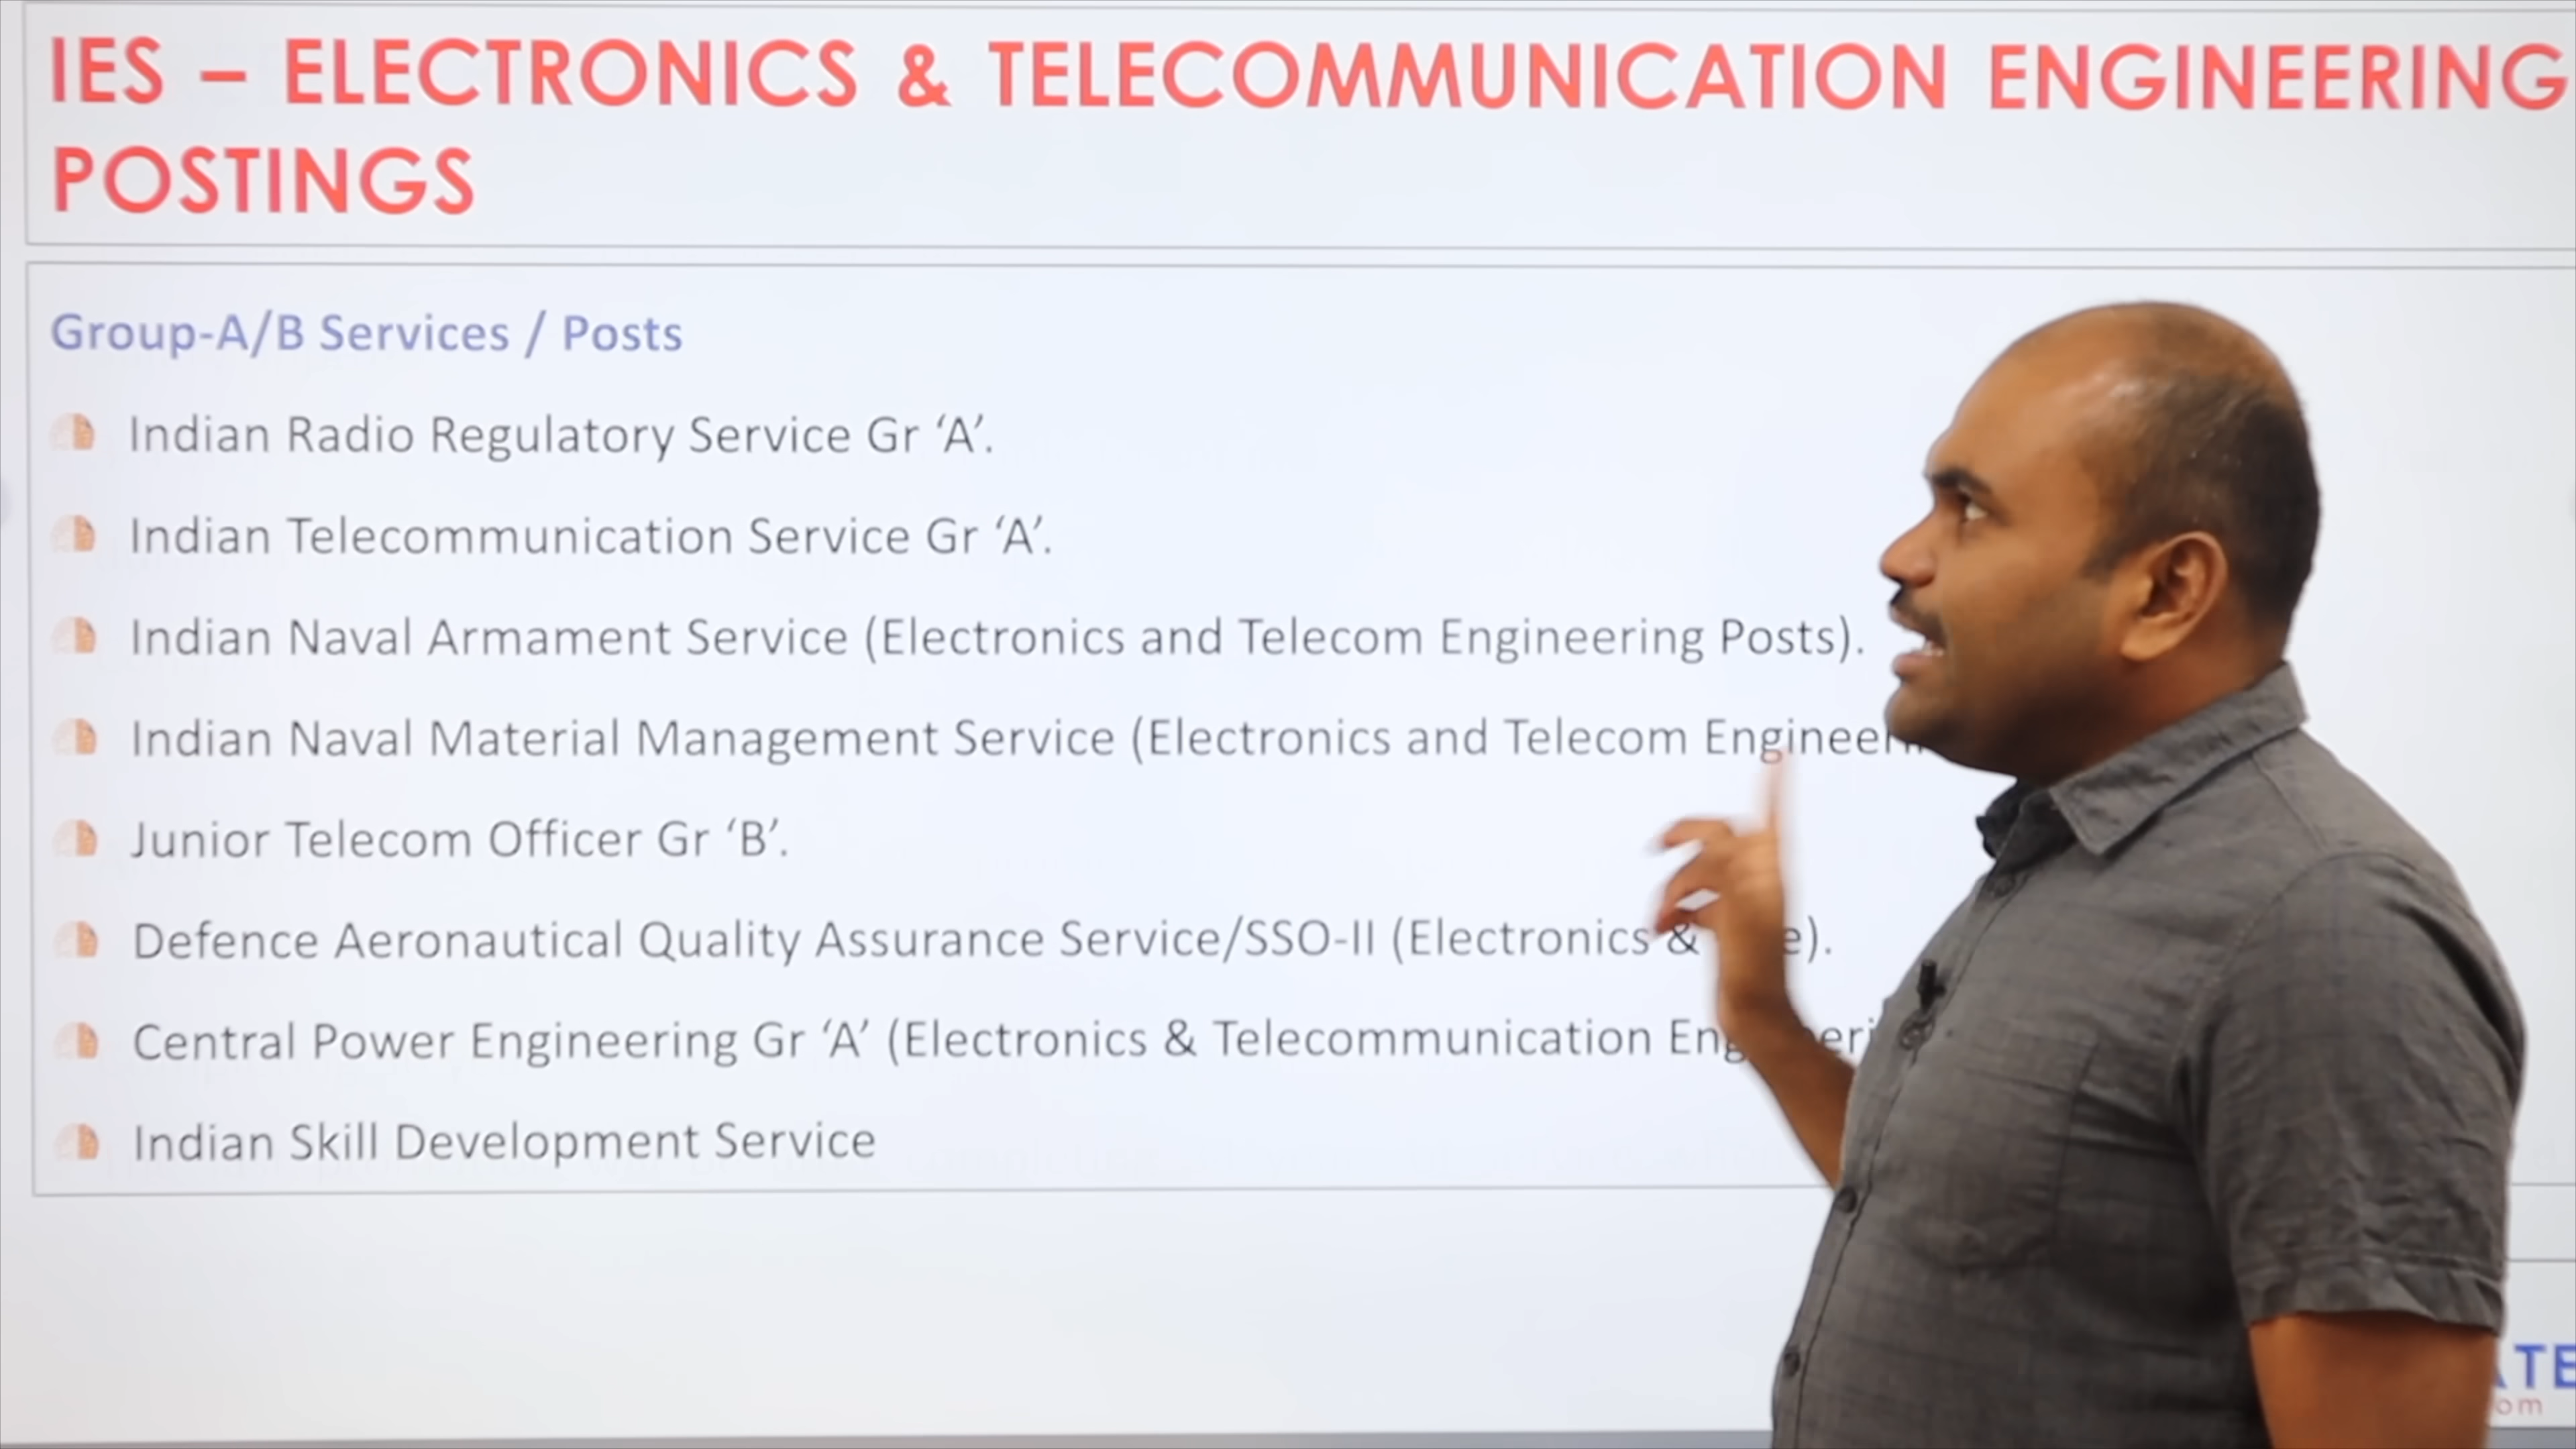 IES – ELECTRONICS & TELECOMMUNICATION ENGINEERING
POSTINGS
Group-A/B Services / Posts
Indian Radio Regulatory Service Gr ‘A’.
Indian Telecommunication Service Gr ‘A’.
Indian Naval Armament Service (Electronics and Telecom Engineering Posts).
Indian Naval Material Management Service (Electronics and Telecom
Junior Telecom Officer Gr ‘B’.
Defence Aeronautical Quality Assurance Service/SSO-II (Electronics &
Central Power Engineering Gr ‘A’ (Electronics & Telecommunication
Indian Skill Development Service